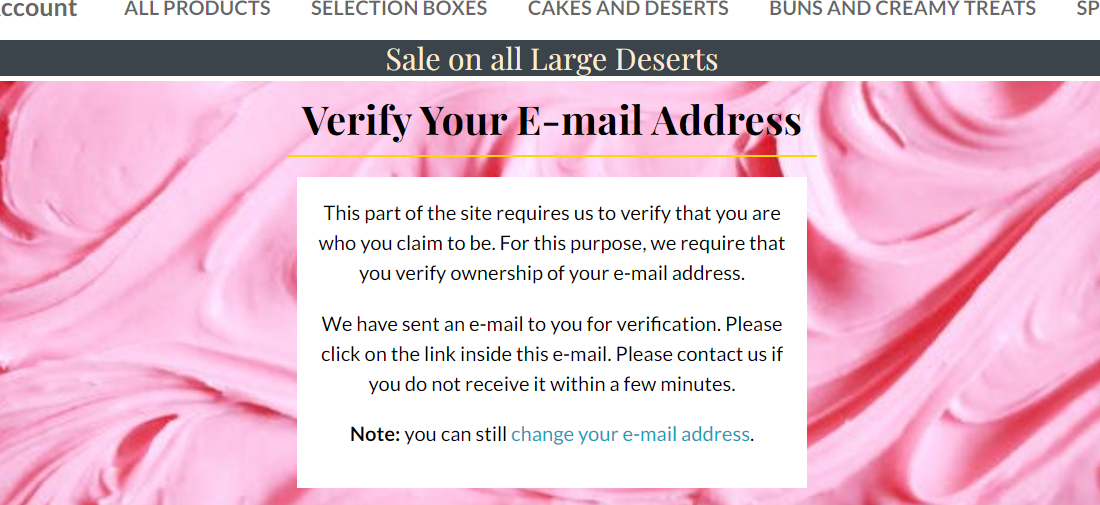 ccount ALL PRODUCTS SELECTION BOXES CAKES AND DESERTS BUNS AND CREAMY TREATS SP
Sale on all Large Deserts
Verify Your E-mail Address
This part of the site requires us to verify that you are
who you claim to be. For this purpose, we require that
you verify ownership of your e-mail address.
We have sent an e-mail to you for verification. Please
click on the link inside this e-mail. Please contact us if
you do not receive it within a few minutes.
Note: you can still change your e-mail address.